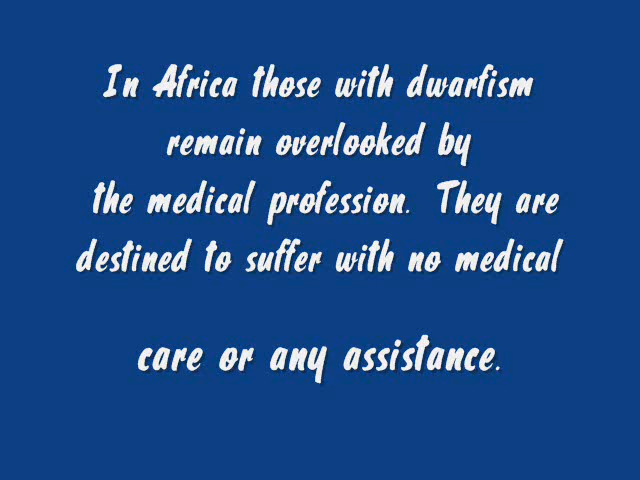 In Africa those with dwarfism
remain overlooked by
the medical profession. They are
destined to suffer with no medical
care or any assistance.